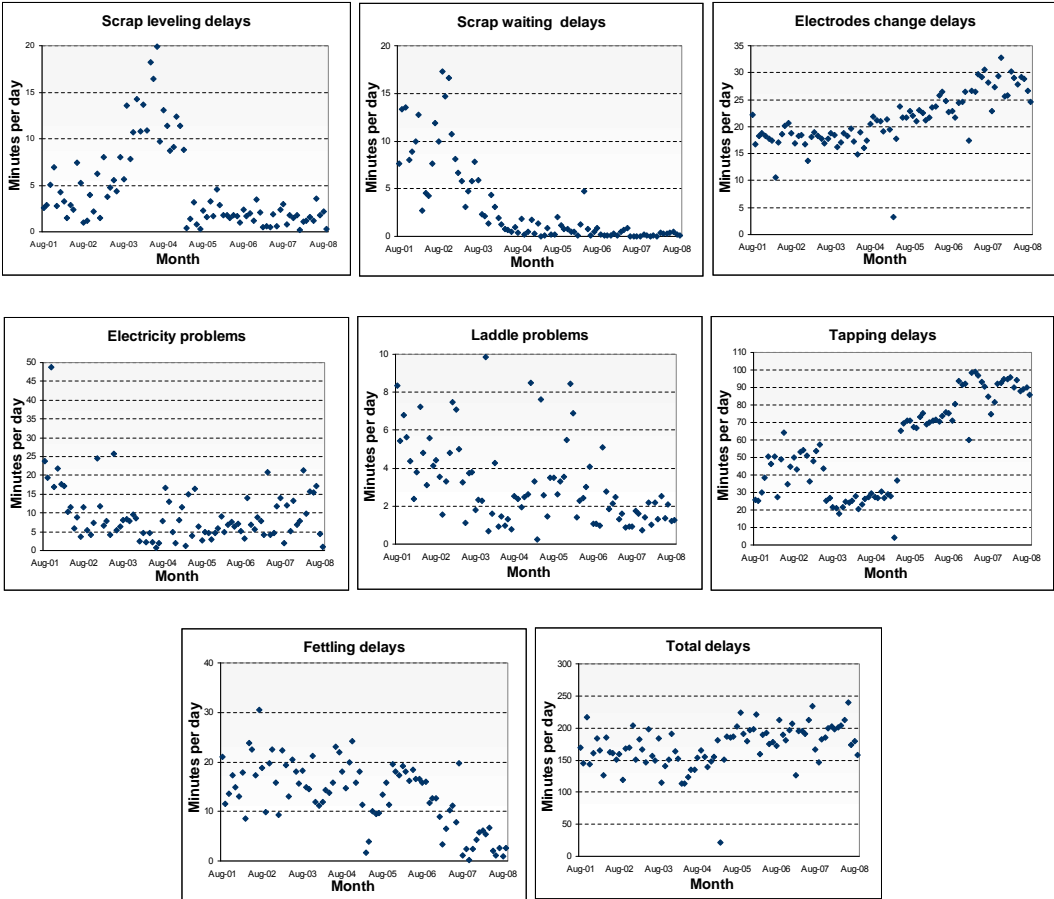 Scrap leveling delays
Minutes per day
20
15
10
5
0
Aug-01 Aug-02 Aug-03 Aug-04 Aug-05 Aug-06 Aug-07 Aug-08
Month
Scrap waiting delays
Minutes per day
20
15
10
5
0
Aug-01 Aug-02 Aug-03 Aug-04 Aug-05 Aug-06 Aug-07 Aug-08
Month
Electrodes change delays
Minutes per day
35
30
25
20
15
10
5
0
Aug-01 Aug-02 Aug-03 Aug-04 Aug-05 Aug-06 Aug-07 Aug-08
Month
Electricity problems
Minutes per day
50
45
40
35
30
25
20
15
10
5
0
Aug-01 Aug-02 Aug-03 Aug-04 Aug-05 Aug-06 Aug-07 Aug-08
Month
Laddle problems
Minutes per day
10
8
6
4
2
0
Aug-01 Aug-02 Aug-03 Aug-04 Aug-05 Aug-06 Aug-07 Aug-08
Month
Tapping delays
Minutes per day
110
100
90
80
70
60
50
40
30
20
10
0
Aug-01 Aug-02 Aug-03 Aug-04 Aug-05 Aug-06 Aug-07 Aug-08
Month
Fettling delays
Minutes per day
40
30
20
10
0
Aug-01 Aug-02 Aug-03 Aug-04 Aug-05 Aug-06 Aug-07 Aug-08
Month
Total delays
Minutes per day
300
250
200
150
100
50
0
Aug-01 Aug-02 Aug-03 Aug-04 Aug-05 Aug-06 Aug-07 Aug-08
Month